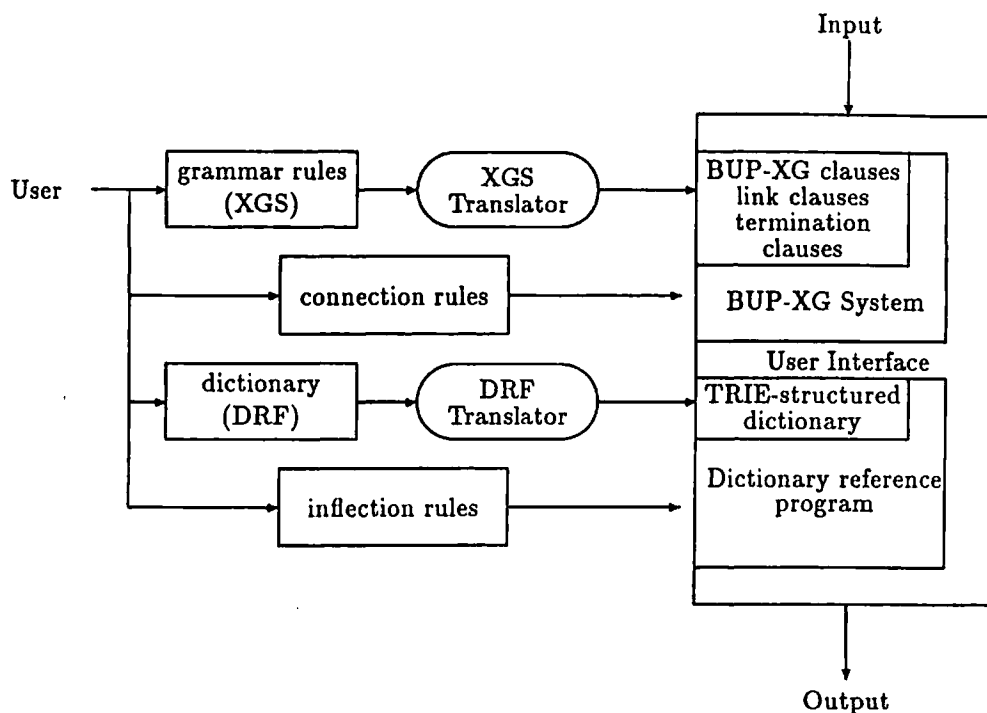 Input
User
grammar rules
(XGS)
XGS
Translator
BUP-XG clauses
link clauses
termination
clauses
connection rules
BUP-XG System
User Interface
dictionary
(DRF)
DRF
Translator
TRIE-structured
dictionary
inflection rules
Dictionary reference
program
Output